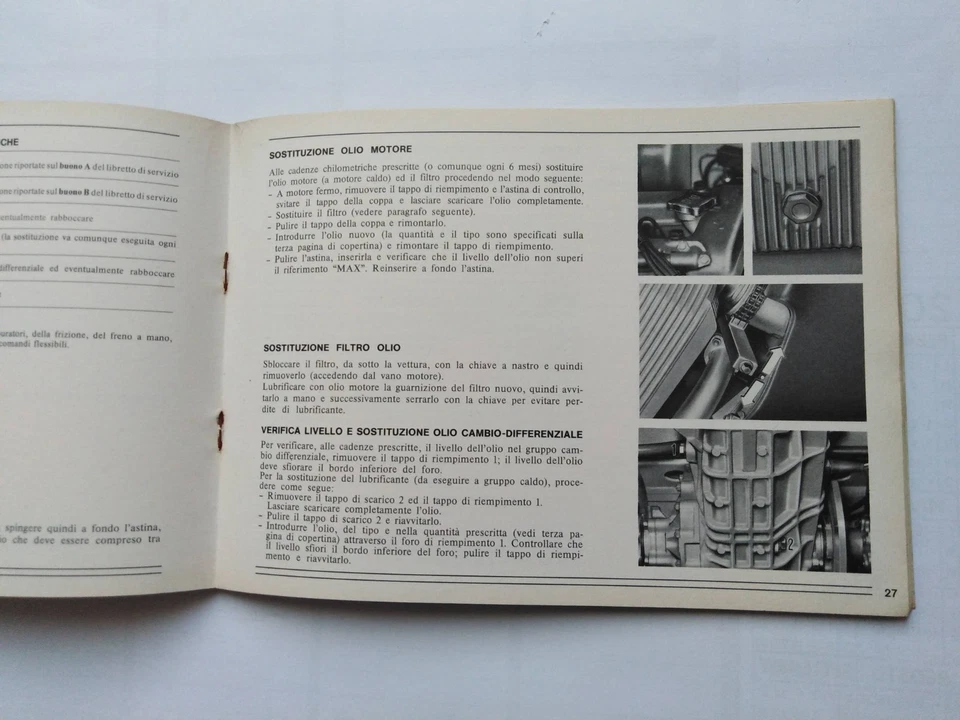 CHE
one riportate sul buono A del libretto di servizio
one riportate sul buono B del libretto di servizio
eventualmente rabboccare
(la sostituzione va comunque eseguita ogni
differenziale ed eventualmente rabboccare
uratori, della frizione, del freno a mano,
comandi flessibili.
spingere quindi a fondo l'astina,
io che deve essere compreso tra
SOSTITUZIONE OLIO MOTORE
Alle cadenze chilometriche prescritte (o comunque ogni 6 mesi) sostituire
l'olio motore (a motore caldo) ed il filtro procedendo nel modo seguente:
- A motore fermo, rimuovere il tappo di riempimento e l'astina di controllo,
svitare il tappo della coppa e lasciare scaricare l'olio completamente.
- Sostituire il filtro (vedere paragrafo seguente).
- Pulire il tappo della coppa e rimontarlo.
- Introdurre l'olio nuovo (la quantità e il tipo sono specificati sulla
terza pagina di copertina) e rimontare il tappo di riempimento.
- Pulire l'astina, inserirla e verificare che il livello dell'olio non superi
il riferimento "MAX". Reinserire a fondo l'astina.
SOSTITUZIONE FILTRO OLIO
Sbloccare il filtro, da sotto la vettura, con la chiave a nastro e quindi
rimuoverlo (accedendo dal vano motore).
Lubrificare con olio motore la guarnizione del filtro nuovo, quindi avvi-
tarlo a mano e successivamente serrarlo con la chiave per evitare per-
dite di lubrificante.
VERIFICA LIVELLO E SOSTITUZIONE OLIO CAMBIO-DIFFERENZIALE
Per verificare, alle cadenze prescritte, il livello dell'olio nel gruppo cam-
bio differenziale, rimuovere il tappo di riempimento 1; il livello dell'olio
deve sfiorare il bordo inferiore del foro.
Per la sostituzione del lubrificante (da eseguire a gruppo caldo), proce-
dere come segue:
- Rimuovere il tappo di scarico 2 ed il tappo di riempimento 1.
Lasciare scaricare completamente l'olio.
- Pulire il tappo di scarico 2 e riavvitarlo.
- Introdurre l'olio, del tipo e nella quantità prescritta (vedi terza pa-
gina di copertina) attraverso il foro di riempimento 1. Controllare che
il livello sfiori il bordo inferiore del foro; pulire il tappo di riempi-
mento e riavvitarlo.
2
27